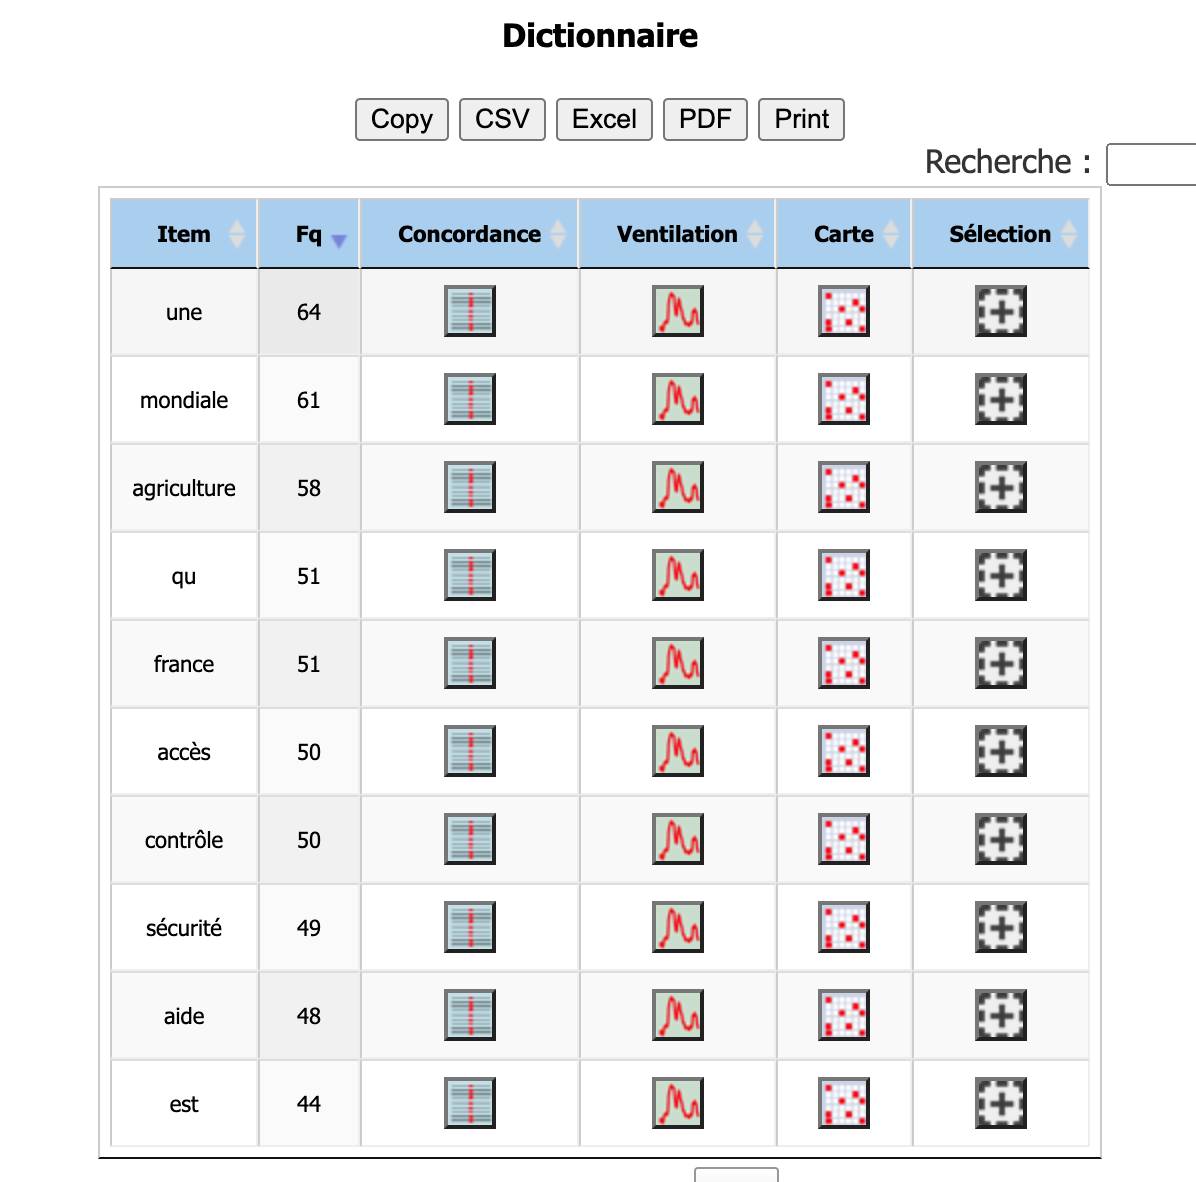 Dictionnaire
Copy CSV Excel PDF Print
Recherche :
Item Fq Concordance Ventilation Carte Sélection
une 64
mondiale 61
agriculture 58
qu 51
france 51
accès 50
contrôle 50
sécurité 49
aide 48
est 44